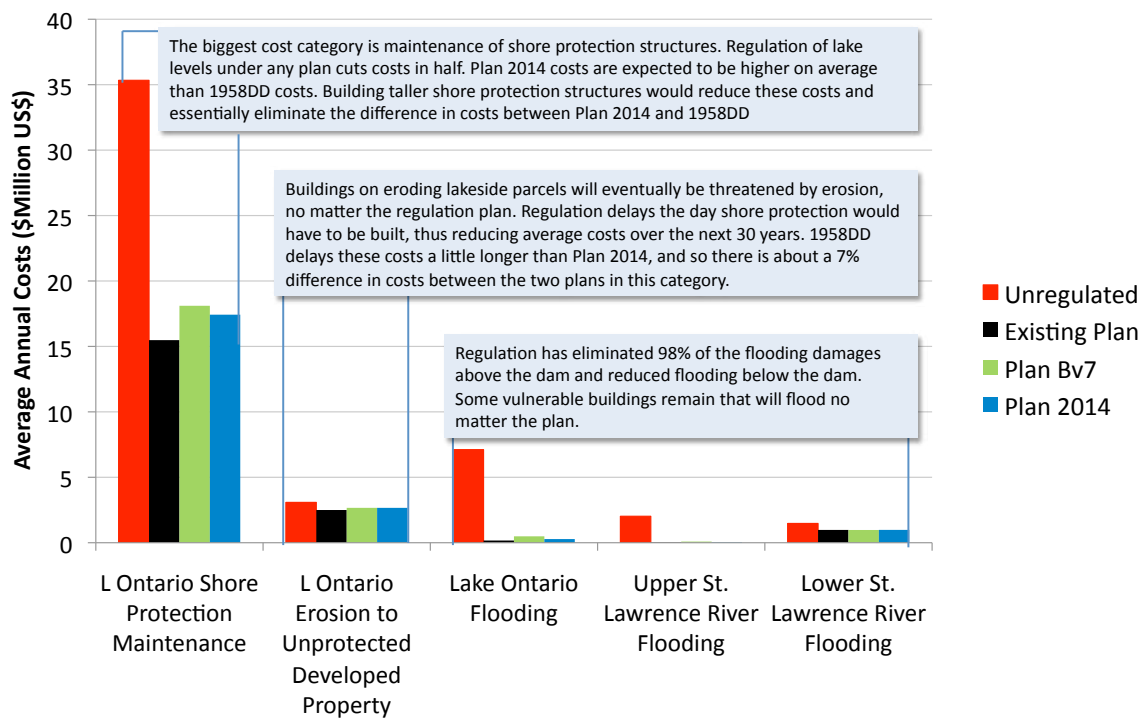 40
35
30
25
20
15
10
5
0
Average Annual Costs ($Million US$)
The biggest cost category is maintenance of shore protection structures. Regulation of lake
levels under any plan cuts costs in half. Plan 2014 costs are expected to be higher on average
than 1958DD costs. Building taller shore protection structures would reduce these costs and
essentially eliminate the difference in costs between Plan 2014 and 1958DD
Buildings on eroding lakeside parcels will eventually be threatened by erosion,
no matter the regulation plan. Regulation delays the day shore protection would
have to be built, thus reducing average costs over the next 30 years. 1958DD
delays these costs a little longer than Plan 2014, and so there is about a 7%
difference in costs between the two plans in this category.
Regulation has eliminated 98% of the flooding damages
above the dam and reduced flooding below the dam.
Some vulnerable buildings remain that will flood no
matter the plan.
Unregulated
Existing Plan
Plan Bv7
Plan 2014
L Ontario Shore
Protection
Maintenance
L Ontario
Erosion to
Unprotected
Developed
Property
Lake Ontario
Flooding
Upper St.
Lawrence River
Flooding
Lower St.
Lawrence River
Flooding